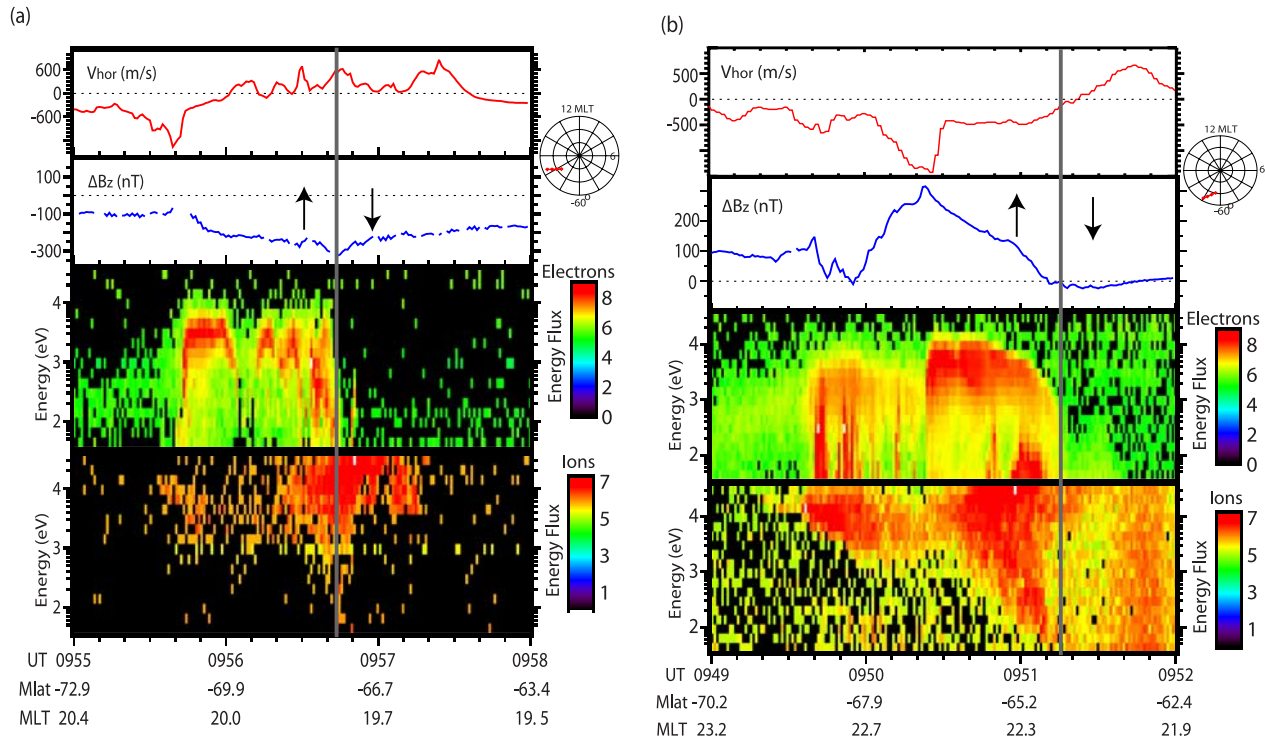 (a)
Vhor (m/s)
600
0
-600
12 MLT
6
-60°
ΔBz (nT)
100
-100
-300
Electrons
4
3
2
Energy (eV)
8
6
4
2
0
Energy Flux
Ions
4
3
2
Energy (eV)
7
5
3
1
Energy Flux
UT 0955 0956 0957 0958
Mlat -72.9 -69.9 -66.7 -63.4
MLT 20.4 20.0 19.7 19.5
(b)
Vhor (m/s)
500
0
-500
12 MLT
6
-60°
ΔBz (nT)
200
100
0
Electrons
4
3
2
Energy (eV)
8
6
4
2
0
Energy Flux
Ions
4
3
2
Energy (eV)
7
5
3
1
Energy Flux
UT 0949 0950 0951 0952
Mlat -70.2 -67.9 -65.2 -62.4
MLT 23.2 22.7 22.3 21.9